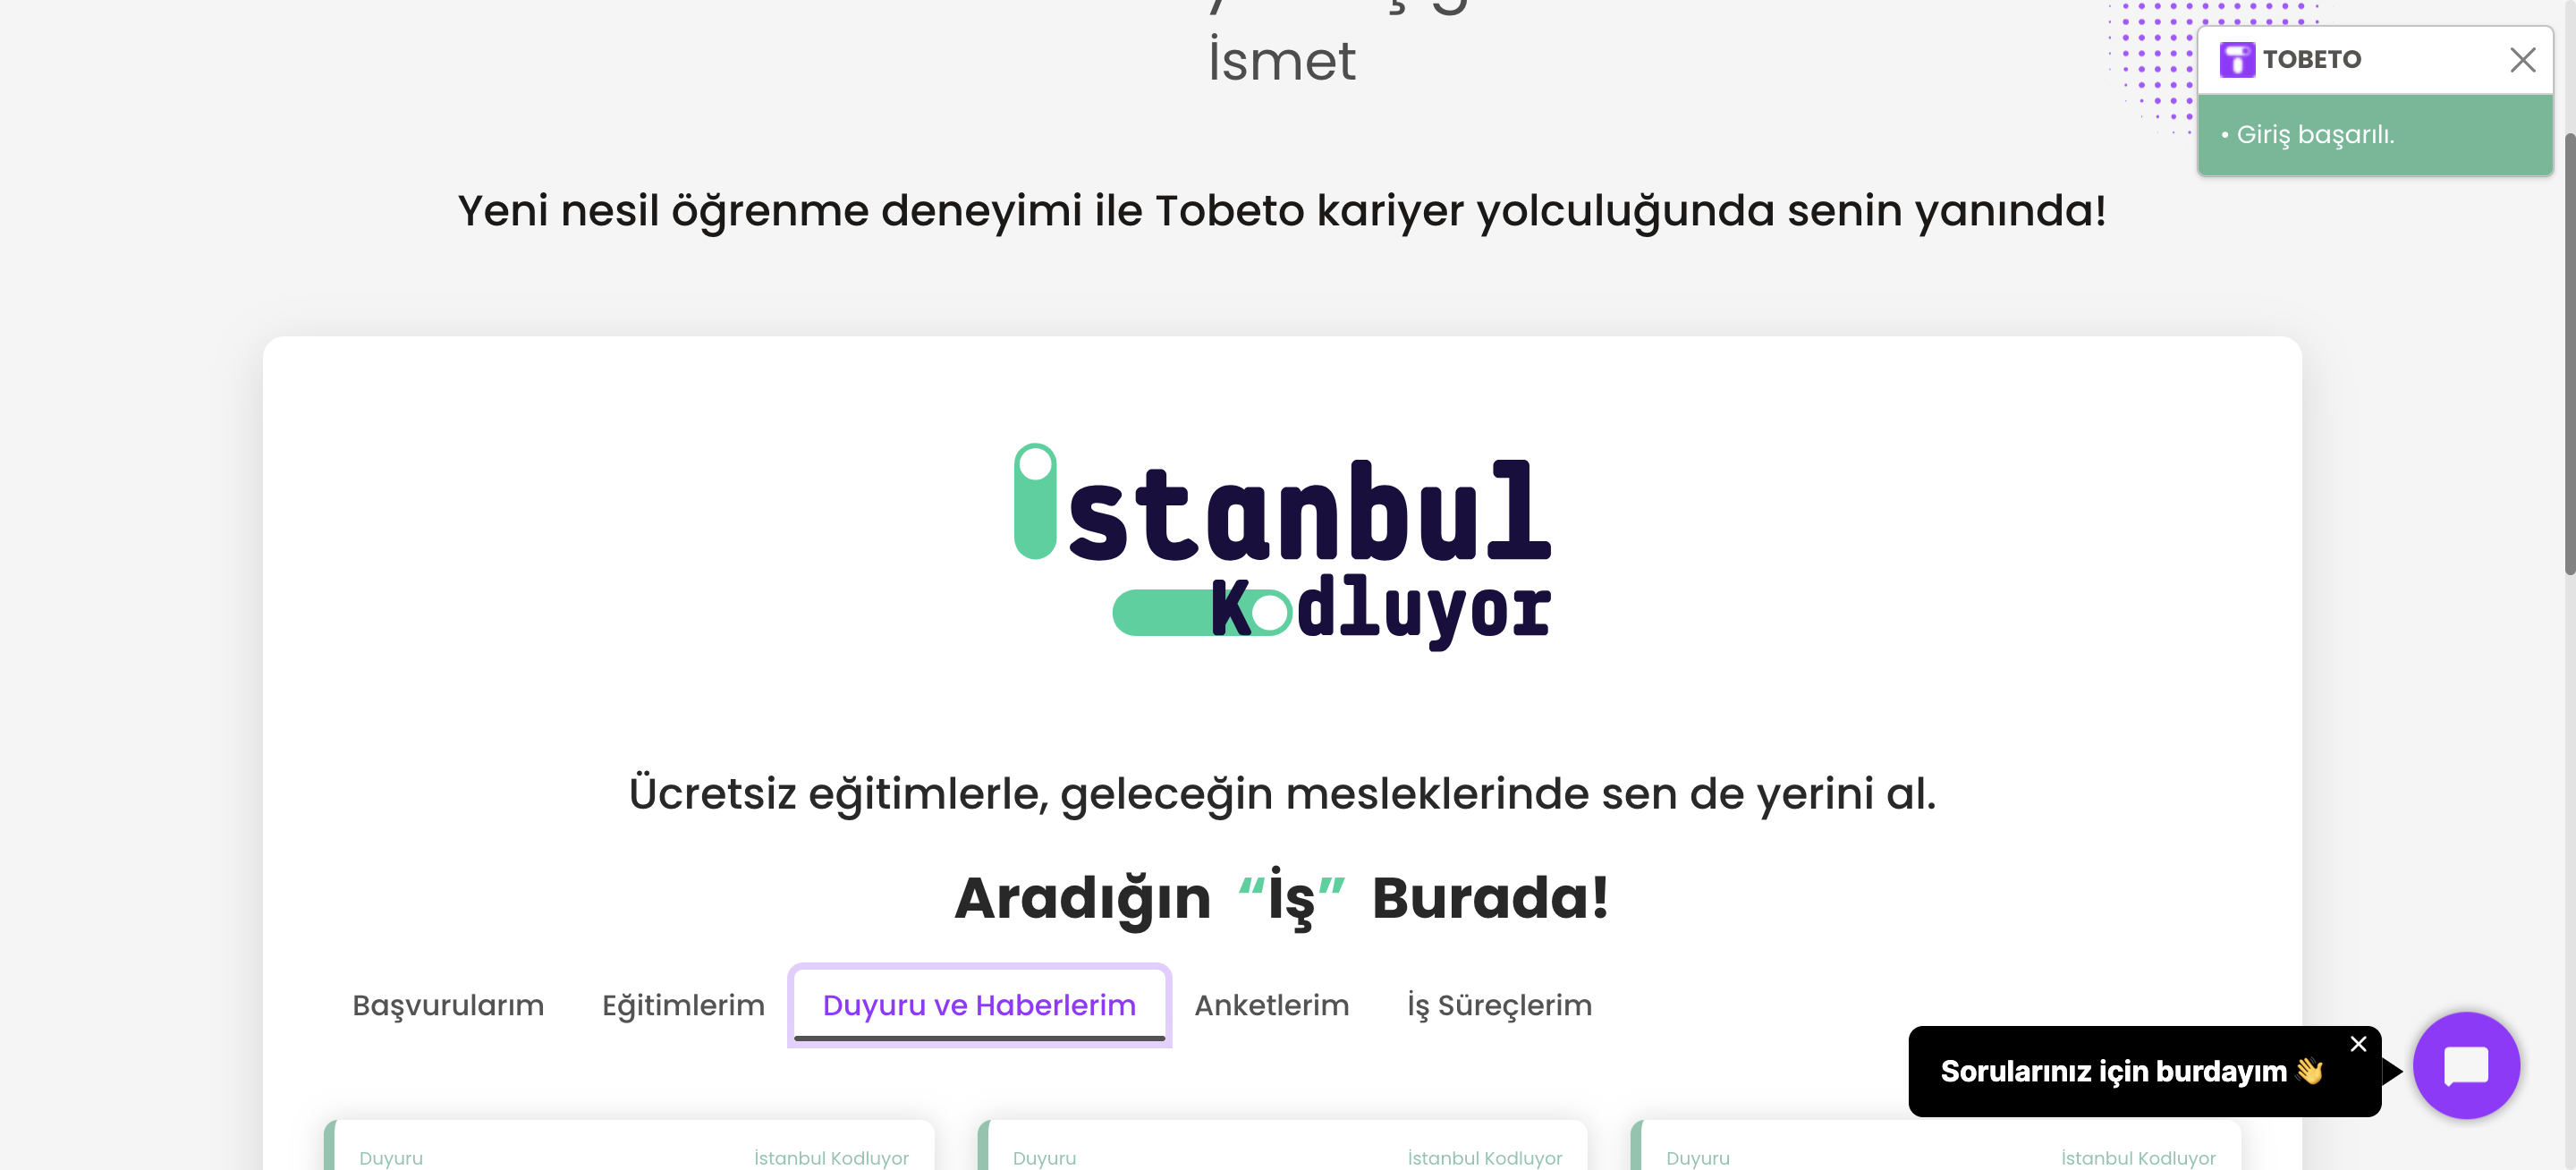 İsmet
TOBETO
• Giriş başarılı.
Yeni nesil öğrenme deneyimi ile Tobeto kariyer yolculuğunda senin yanında!
istanbul
Kodluyor
Ücretsiz eğitimlerle, geleceğin mesleklerinde sen de yerini al.
Aradığın “İş” Burada!
Başvurularım Eğitimlerim Duyuru ve Haberlerim Anketlerim İş Süreçlerim
Sorularınız için burdayım 👋
Duyuru İstanbul Kodluyor Duyuru İstanbul Kodluyor Duyuru İstanbul Kodluyor